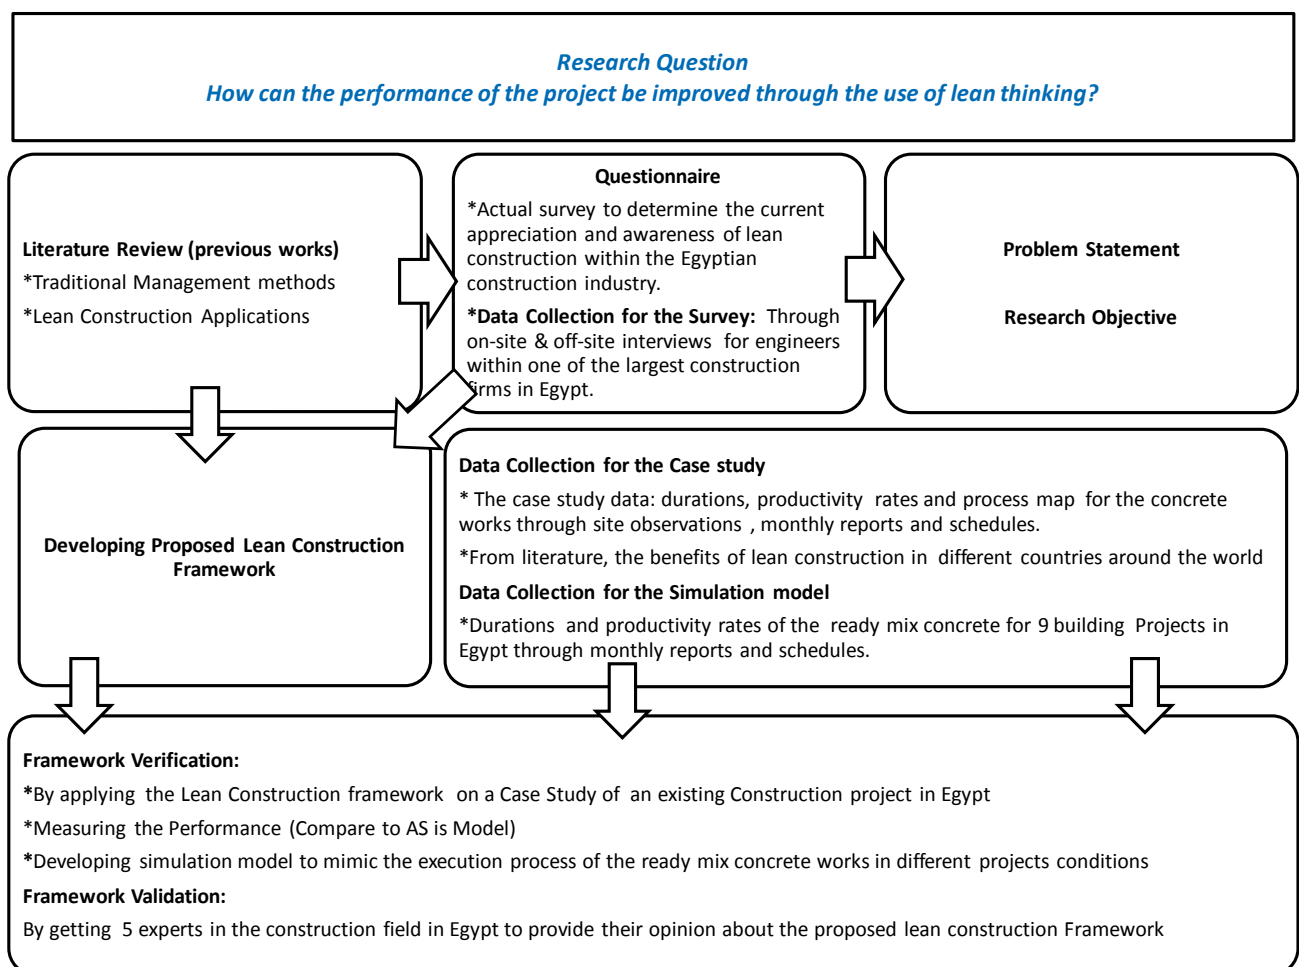 Research Question
How can the performance of the project be improved through the use of lean thinking?
Literature Review (previous works)
*Traditional Management methods
*Lean Construction Applications
Questionnaire
*Actual survey to determine the current
appreciation and awareness of lean
construction within the Egyptian
construction industry.
*Data Collection for the Survey: Through
on-site & off-site interviews for engineers
within one of the largest construction
firms in Egypt.
Problem Statement
Research Objective
Developing Proposed Lean Construction
Framework
Data Collection for the Case study
* The case study data: durations, productivity rates and process map for the concrete
works through site observations , monthly reports and schedules.
*From literature, the benefits of lean construction in different countries around the world
Data Collection for the Simulation model
*Durations and productivity rates of the ready mix concrete for 9 building Projects in
Egypt through monthly reports and schedules.
Framework Verification:
*By applying the Lean Construction framework on a Case Study of an existing Construction project in Egypt
*Measuring the Performance (Compare to AS is Model)
*Developing simulation model to mimic the execution process of the ready mix concrete works in different projects conditions
Framework Validation:
By getting 5 experts in the construction field in Egypt to provide their opinion about the proposed lean construction Framework